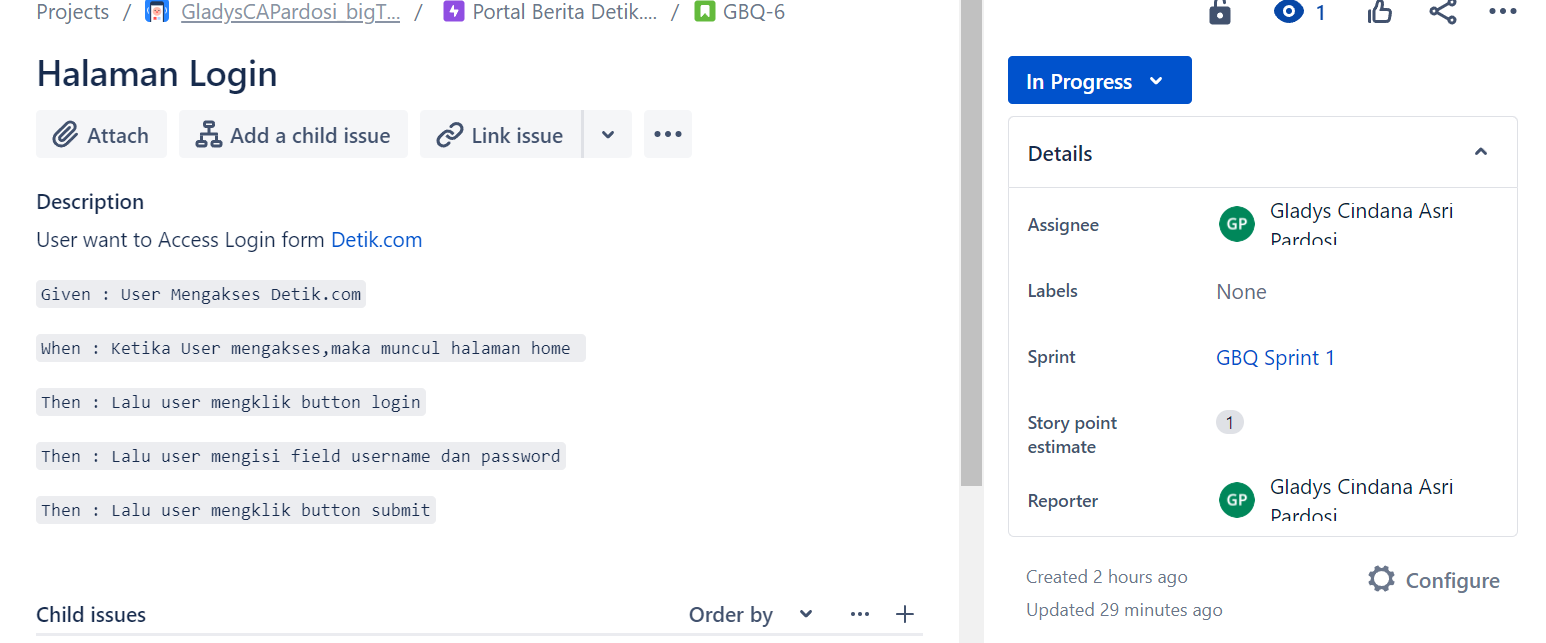 Projects / GladysCAPardosi_bigT... / Portal Berita Detik.... / GBQ-6
1
Halaman Login
Attach
Add a child issue
Link issue
Description
User want to Access Login form Detik.com
Given : User Mengakses Detik.com
When : Ketika User mengakses,maka muncul halaman home
Then : Lalu user mengklik button login
Then : Lalu user mengisi field username dan password
Then : Lalu user mengklik button submit
Child issues
Order by
In Progress
Details
Assignee
GP
Gladys Cindana Asri
Pardosi
Labels
None
Sprint
GBQ Sprint 1
Story point
estimate
1
Reporter
GP
Gladys Cindana Asri
Pardosi
Created 2 hours ago
Configure
Updated 29 minutes ago